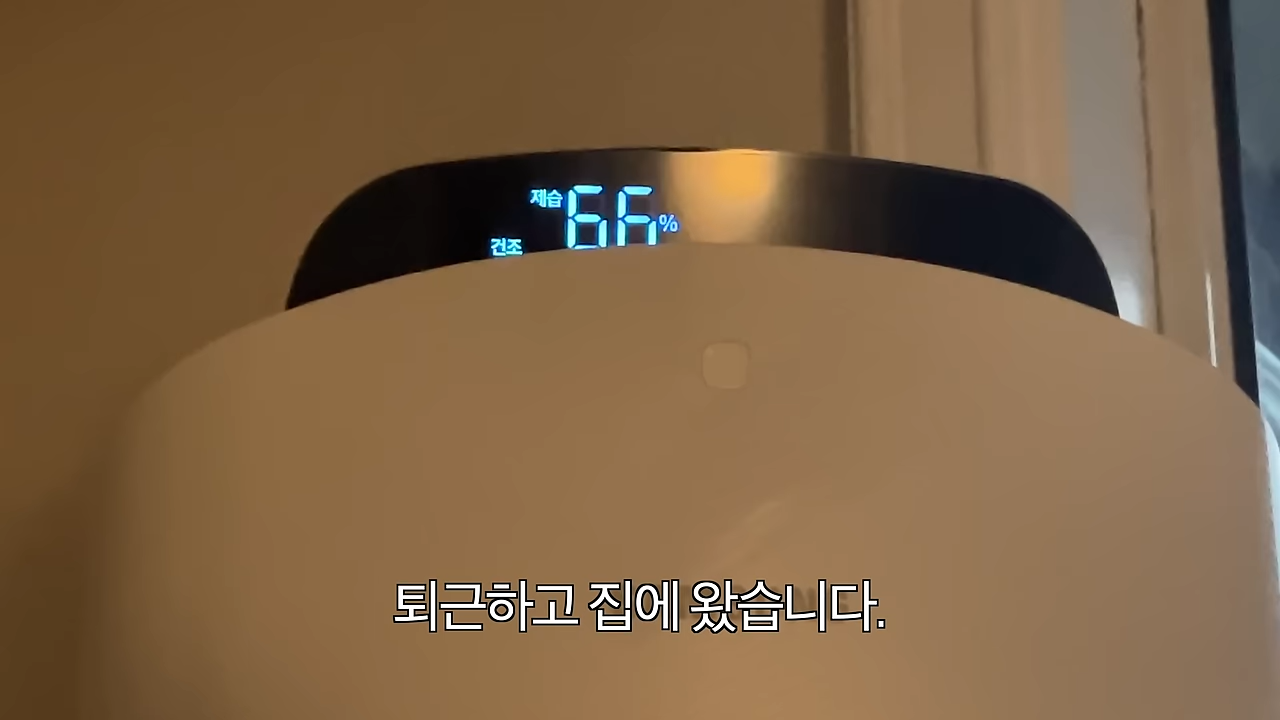 제습 66%
건조
퇴근하고 집에 왔습니다.